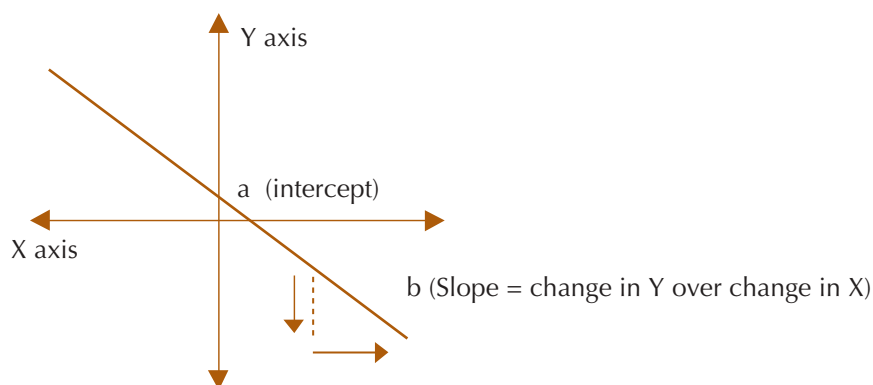 Y axis
a (intercept)
X axis
b (Slope = change in Y over change in X)